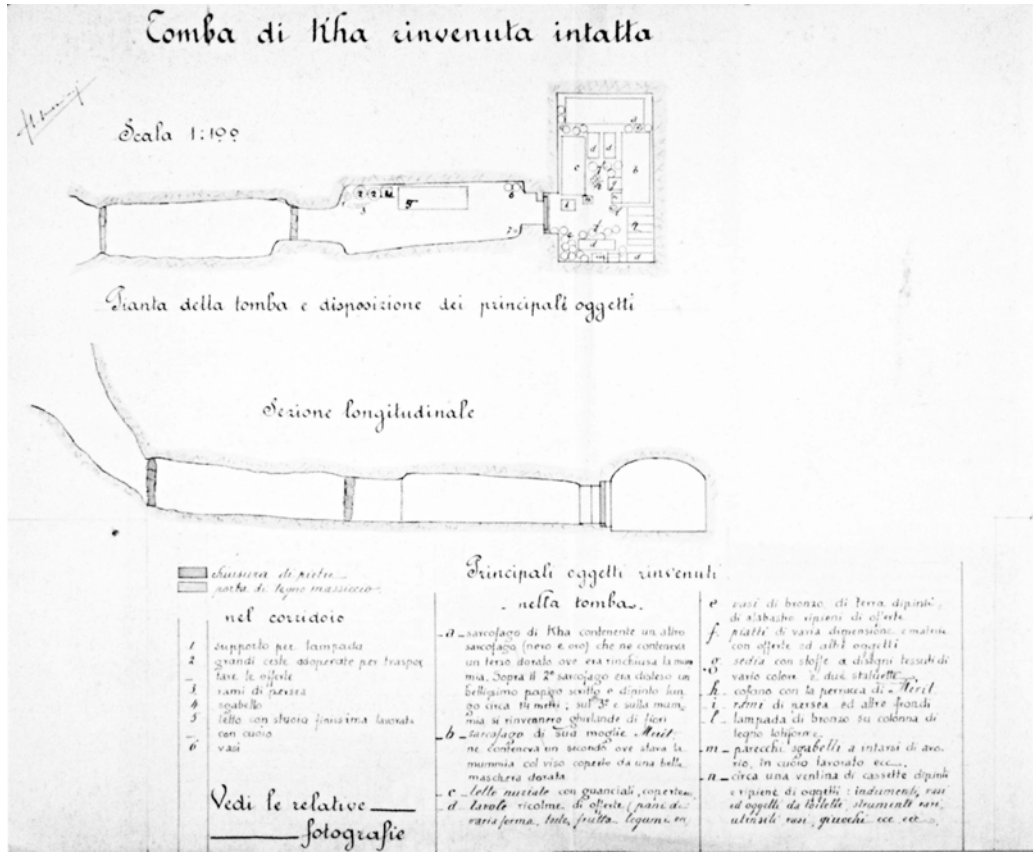 Tomba di Kha rinvenuta intatta
Scala 1:100
Pianta della tomba e disposizione dei principali oggetti
Sezione longitudinale
chiusura di pietre
porta di legno massiccio
nel corridoio
1 supporto per lampada
2 grandi ceste adoperate per traspor
tare le offerte
3 rami di persea
4 sgabello
5 letto con stuoia finissima lavorata
con cuoio
6 vasi
Vedi le relative
fotografie
Principali oggetti rinvenuti
nella tomba.
a sarcofago di Kha contenente un altro
sarcofago (nero e oro) che ne conteneva
un terzo dorato ove era rinchiusa la mum
mia. Sopra il 2º sarcofago era disteso un
bellissimo papiro scritto e dipinto lun
go circa 14 metri; sul 3º e sulla mum
mia si rinvennero ghirlande di fiori
b sarcofago di sua moglie Merit
ne conteneva un secondo ove stava la
mummia col viso coperto da una bella
maschera dorata
c letto nuziale con guanciali, coperte
d tavole ricolme di offerte (pani di
varia forma, frutta, legumi, ec
e vasi di bronzo, di terra dipinti,
di alabastro ripieni di offerte
f piatti di varia dimensione e materia
con offerte ed altri oggetti
g sedia con stoffe a disegni tessuti di
vario colore e due statuette
h cofano con la perrucca di Merit
i rami di persea ed altre frondi
l lampada di bronzo su colonna di
legno lotiforme
m parecchi sgabelli a intarsi di avo
rio, in cuoio lavorato ecc
n circa una ventina di cassette dipinte
e ripiene di oggetti: indumenti, vasi
ed oggetti da toilette, strumenti vari,
utensili vari, giuochi ecc ecc